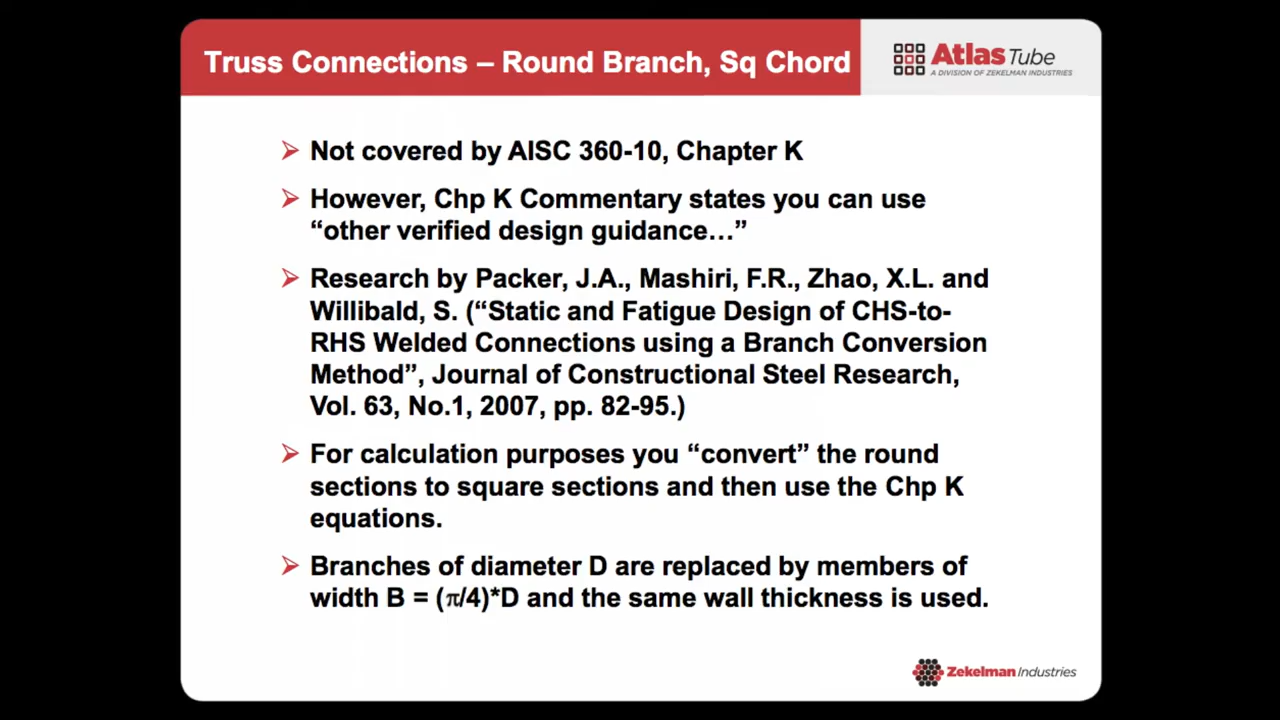 Truss Connections – Round Branch, Sq Chord
Atlas Tube
A DIVISION OF ZEKELMAN INDUSTRIES
Not covered by AISC 360-10, Chapter K
However, Chp K Commentary states you can use
“other verified design guidance…”
Research by Packer, J.A., Mashiri, F.R., Zhao, X.L. and
Willibald, S. (“Static and Fatigue Design of CHS-to-
RHS Welded Connections using a Branch Conversion
Method”, Journal of Constructional Steel Research,
Vol. 63, No.1, 2007, pp. 82-95.)
For calculation purposes you “convert” the round
sections to square sections and then use the Chp K
equations.
Branches of diameter D are replaced by members of
width B = (π/4)*D and the same wall thickness is used.
Zekelman Industries